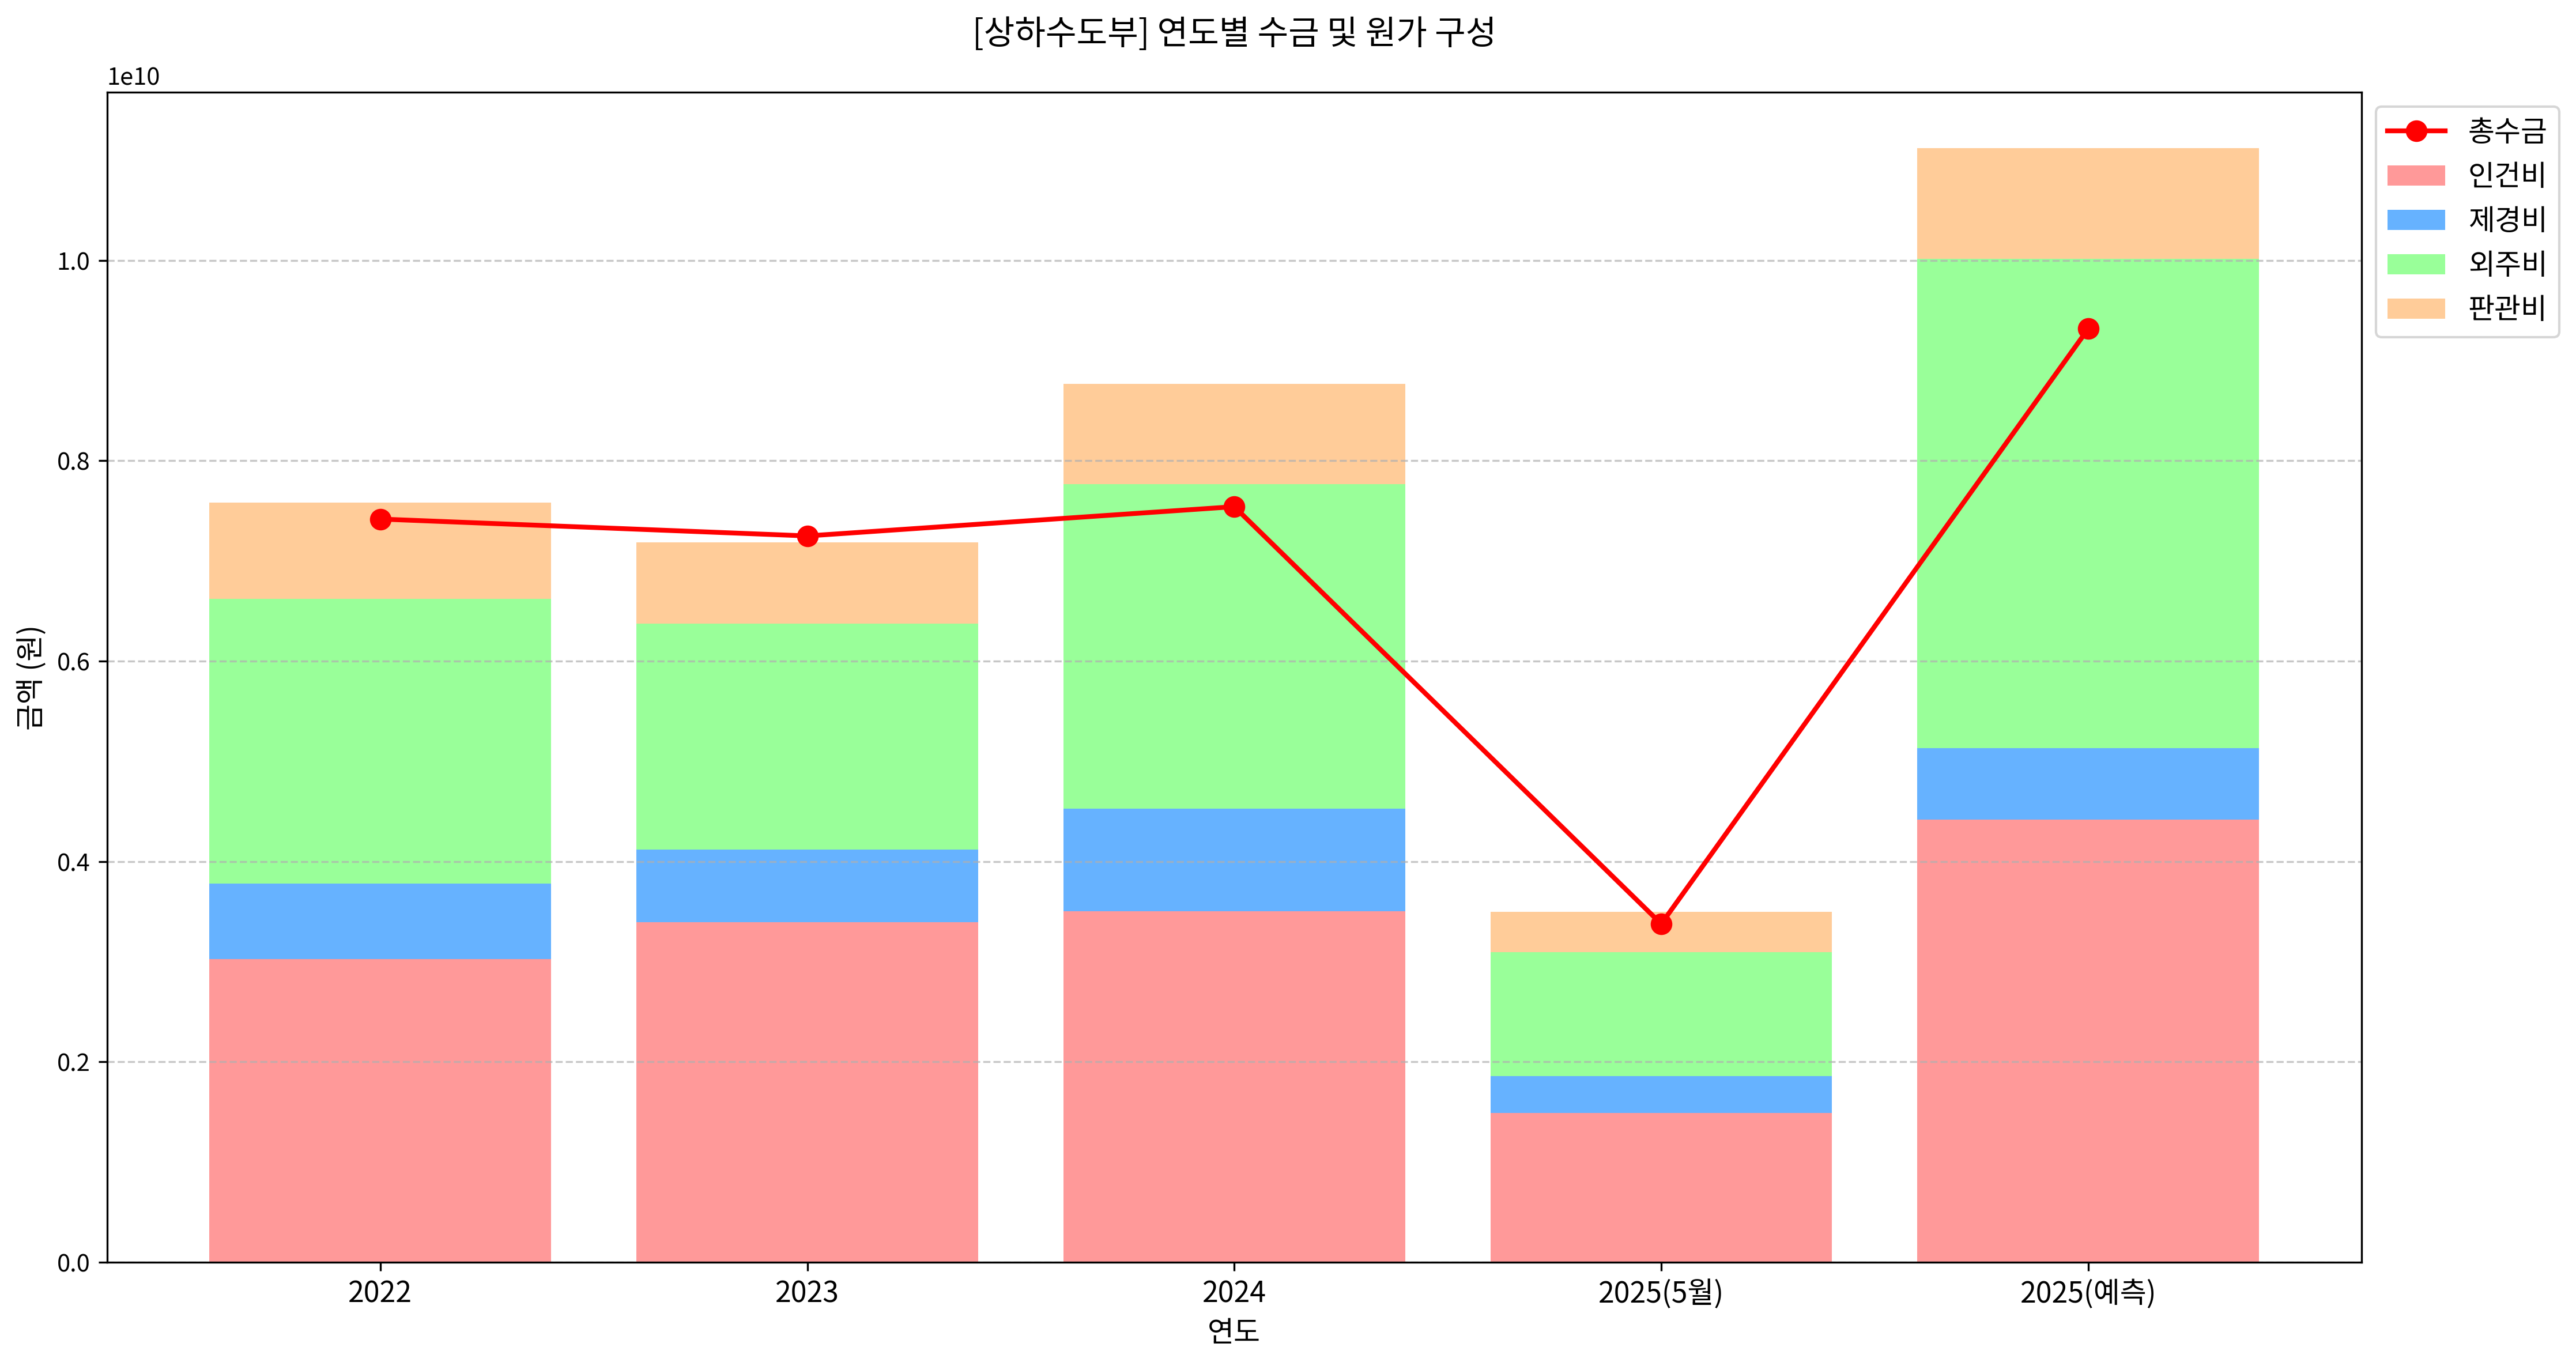 [상하수도부] 연도별 수금 및 원가 구성
1e10
총수금
인건비
제경비
외주비
판관비
1.0
0.8
0.6
0.4
0.2
0.0
금액 (원)
2022 2023 2024 2025(5월) 2025(예측)
연도